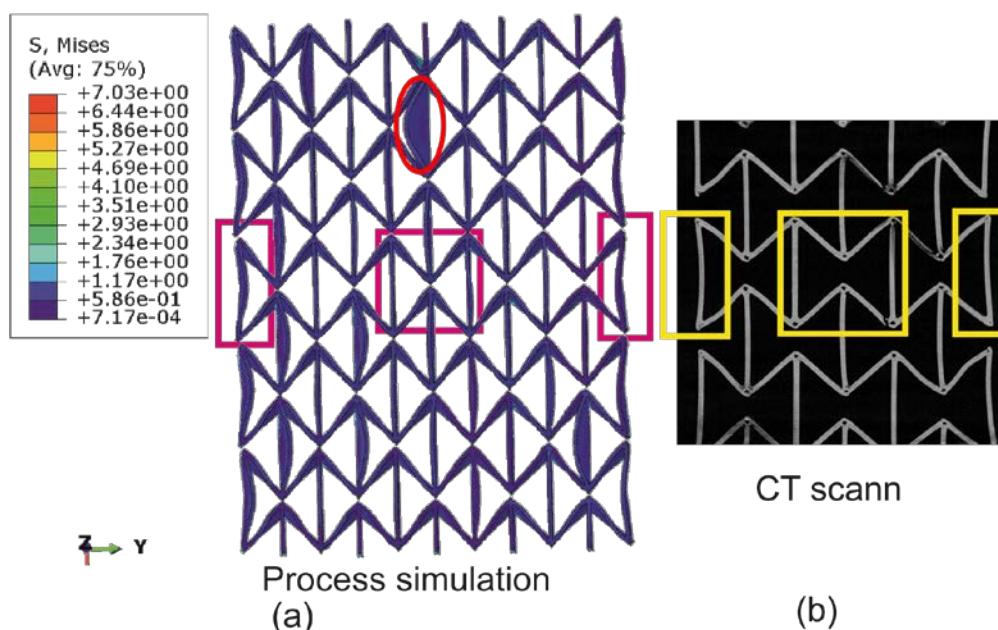 S, Mises
(Avg: 75%)
+7.03e+00
+6.44e+00
+5.86e+00
+5.27e+00
+4.69e+00
+4.10e+00
+3.51e+00
+2.93e+00
+2.34e+00
+1.76e+00
+1.17e+00
+5.86e-01
+7.17e-04
Z
Y
Process simulation
(a)
CT scann
(b)